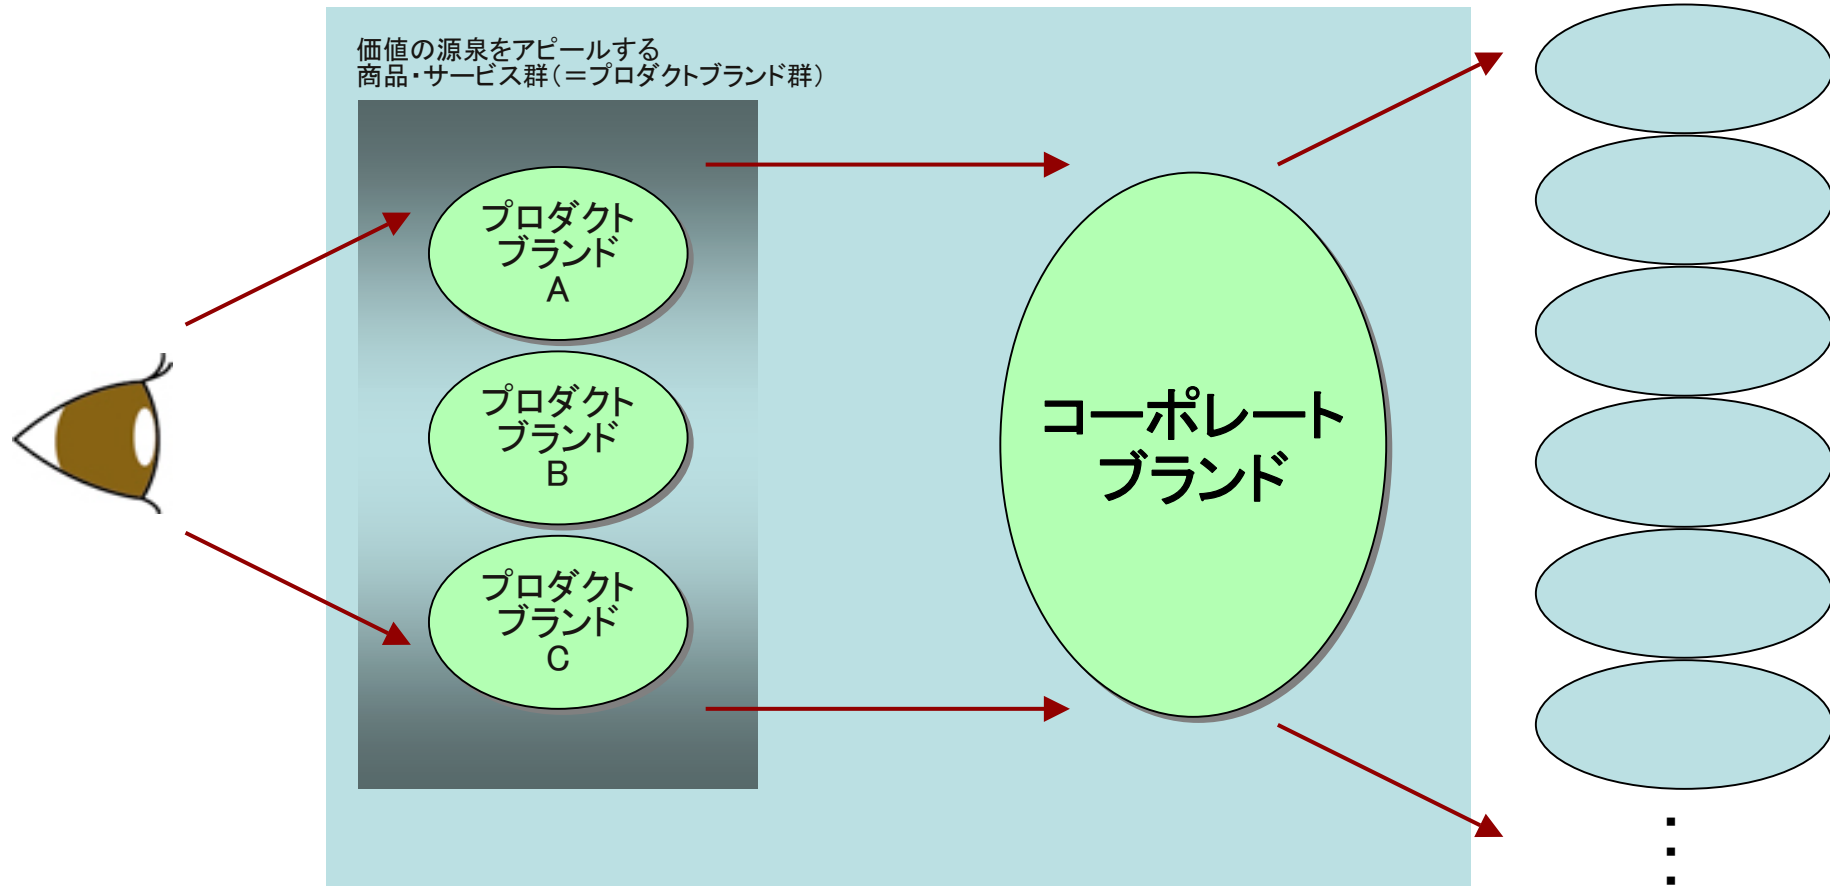 価値の源泉をアピールする
商品・サービス群（＝プロダクトブランド群）
プロダクト
ブランド
A
プロダクト
ブランド
B
プロダクト
ブランド
C
コーポレート
ブランド